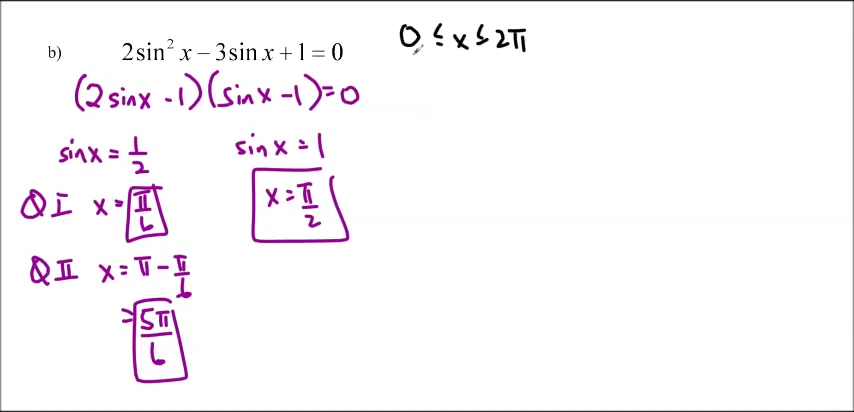 b) 2sin² x − 3sin x + 1 = 0
0 ≤ x ≤ 2π
(2sinx - 1)(sinx - 1) = 0
sinx = 1/2
sinx = 1
QI x = π/6
x = π/2
QII x = π - π/6
= 5π/6